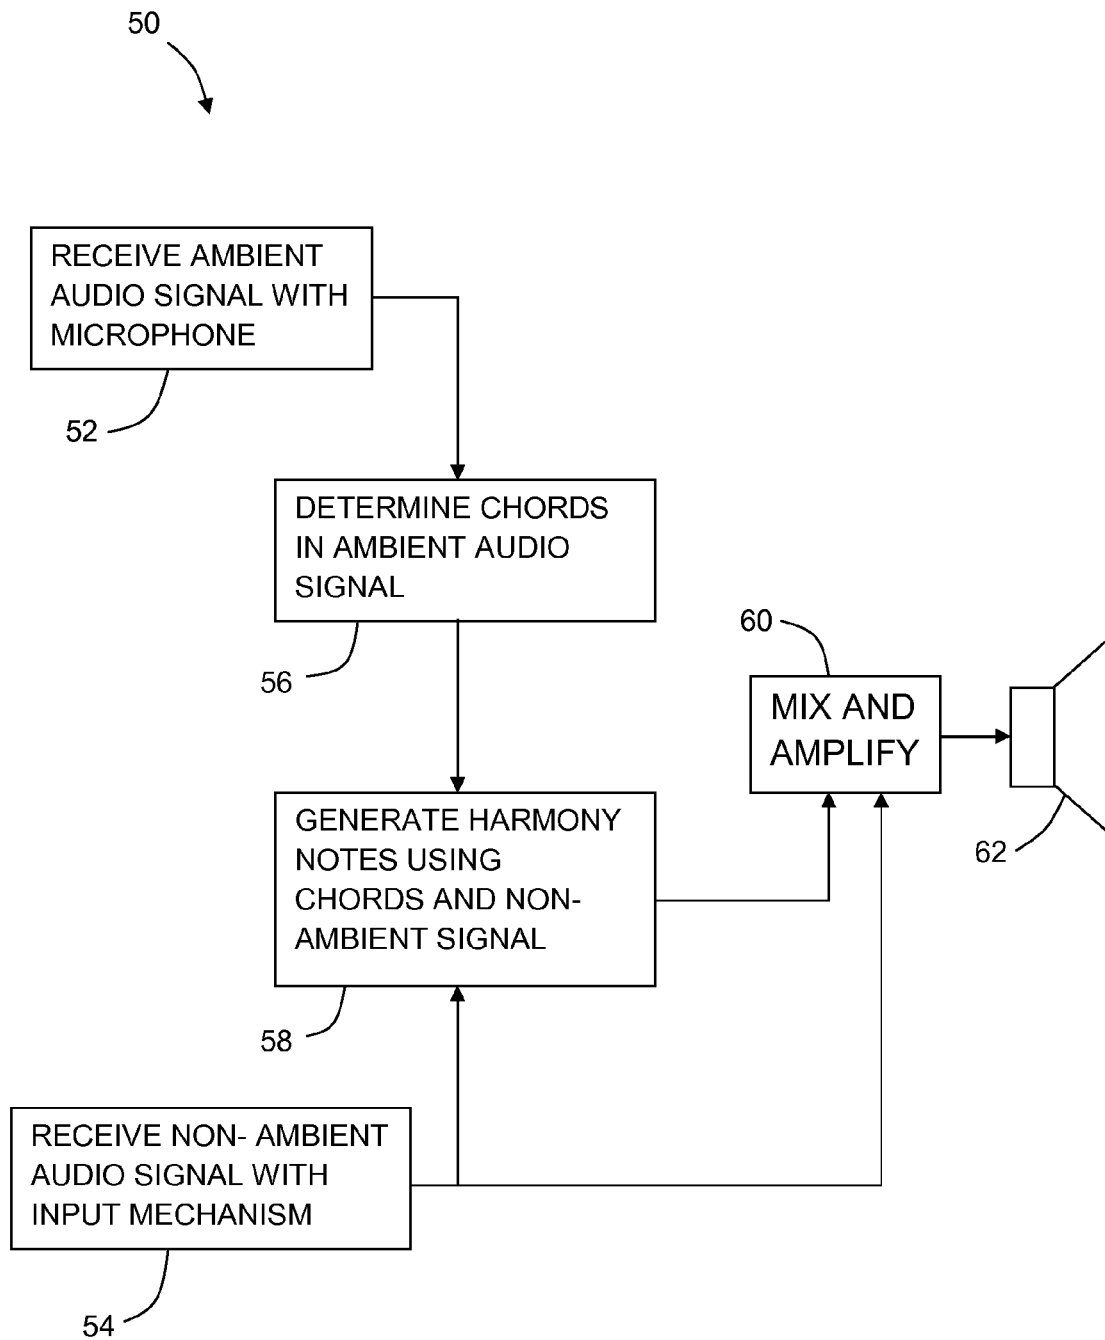 50
RECEIVE AMBIENT
AUDIO SIGNAL WITH
MICROPHONE
52
DETERMINE CHORDS
IN AMBIENT AUDIO
SIGNAL
56
60
MIX AND
AMPLIFY
62
GENERATE HARMONY
NOTES USING
CHORDS AND NON-
AMBIENT SIGNAL
58
RECEIVE NON- AMBIENT
AUDIO SIGNAL WITH
INPUT MECHANISM
54